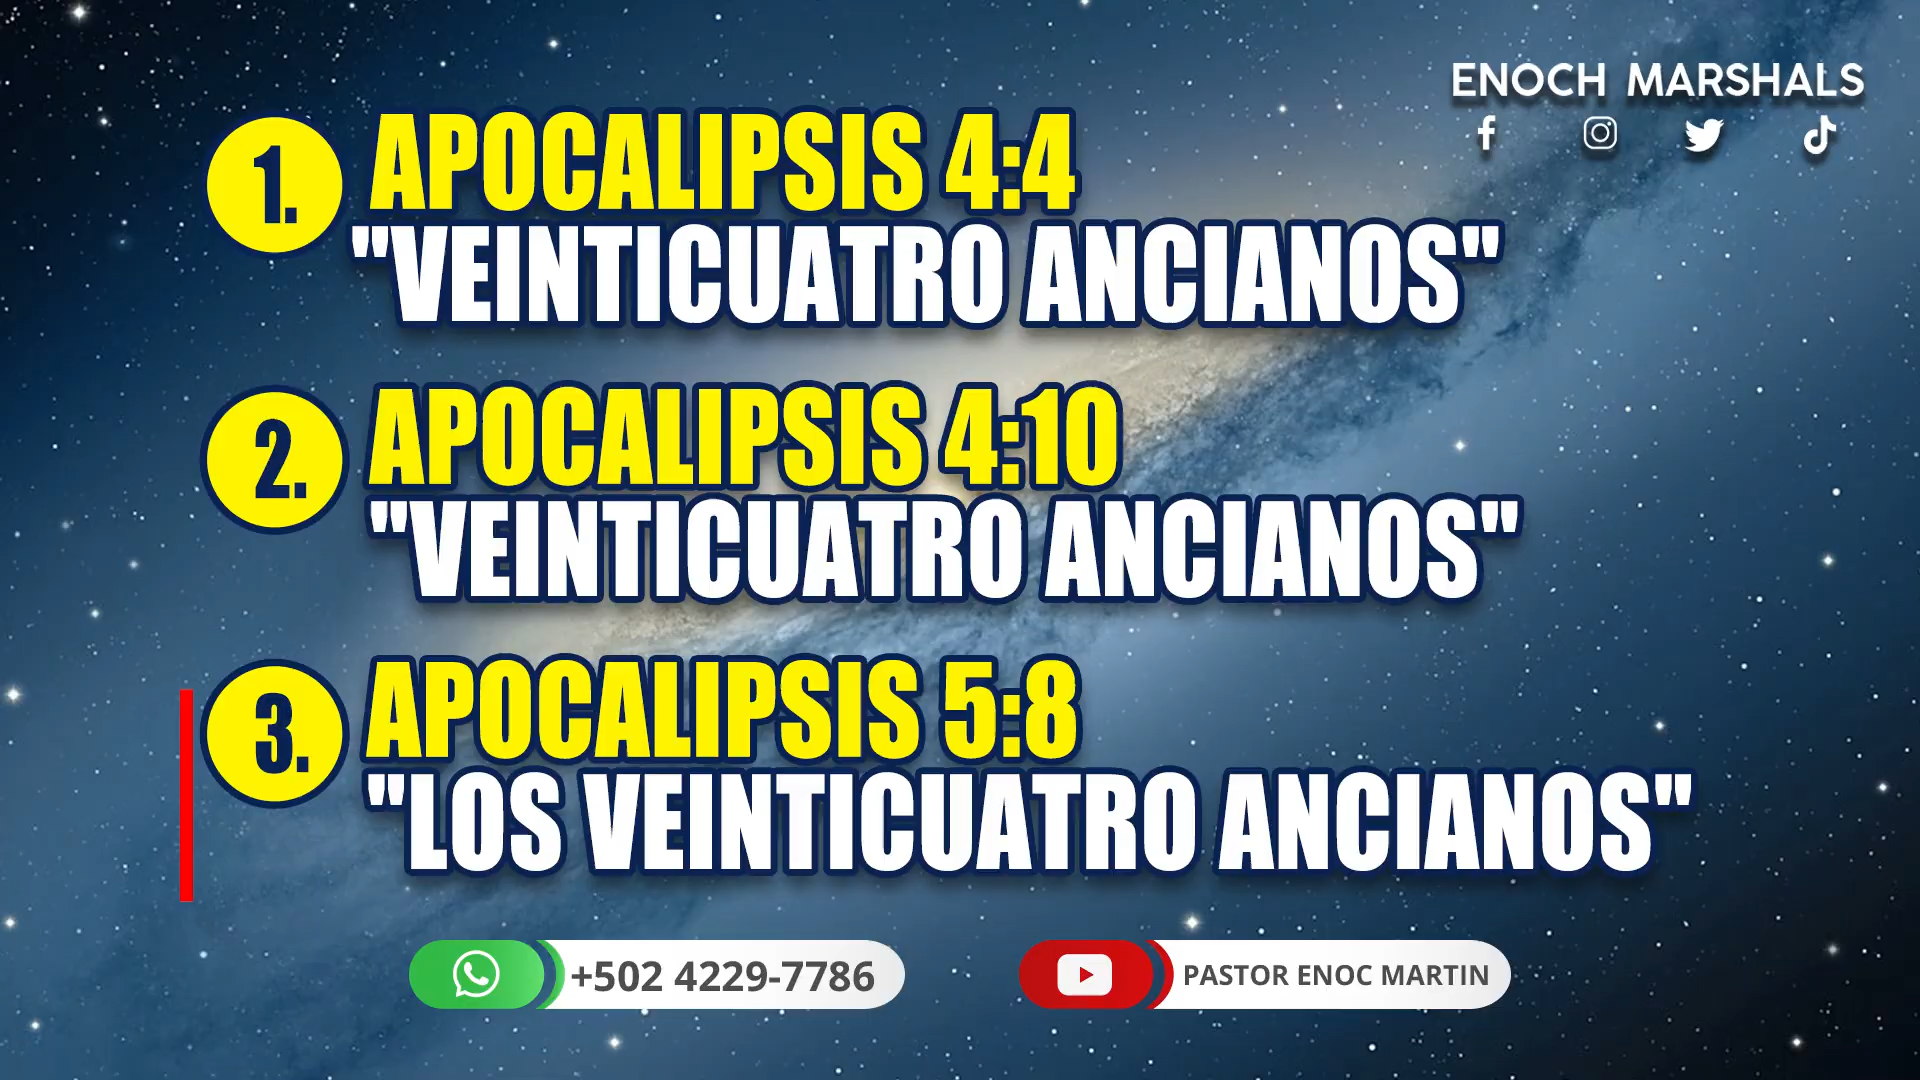 ENOCH MARSHALS
1. APOCALIPSIS 4:4
"VEINTICUATRO ANCIANOS"
2. APOCALIPSIS 4:10
"VEINTICUATRO ANCIANOS"
3. APOCALIPSIS 5:8
"LOS VEINTICUATRO ANCIANOS"
+502 4229-7786
PASTOR ENOC MARTIN